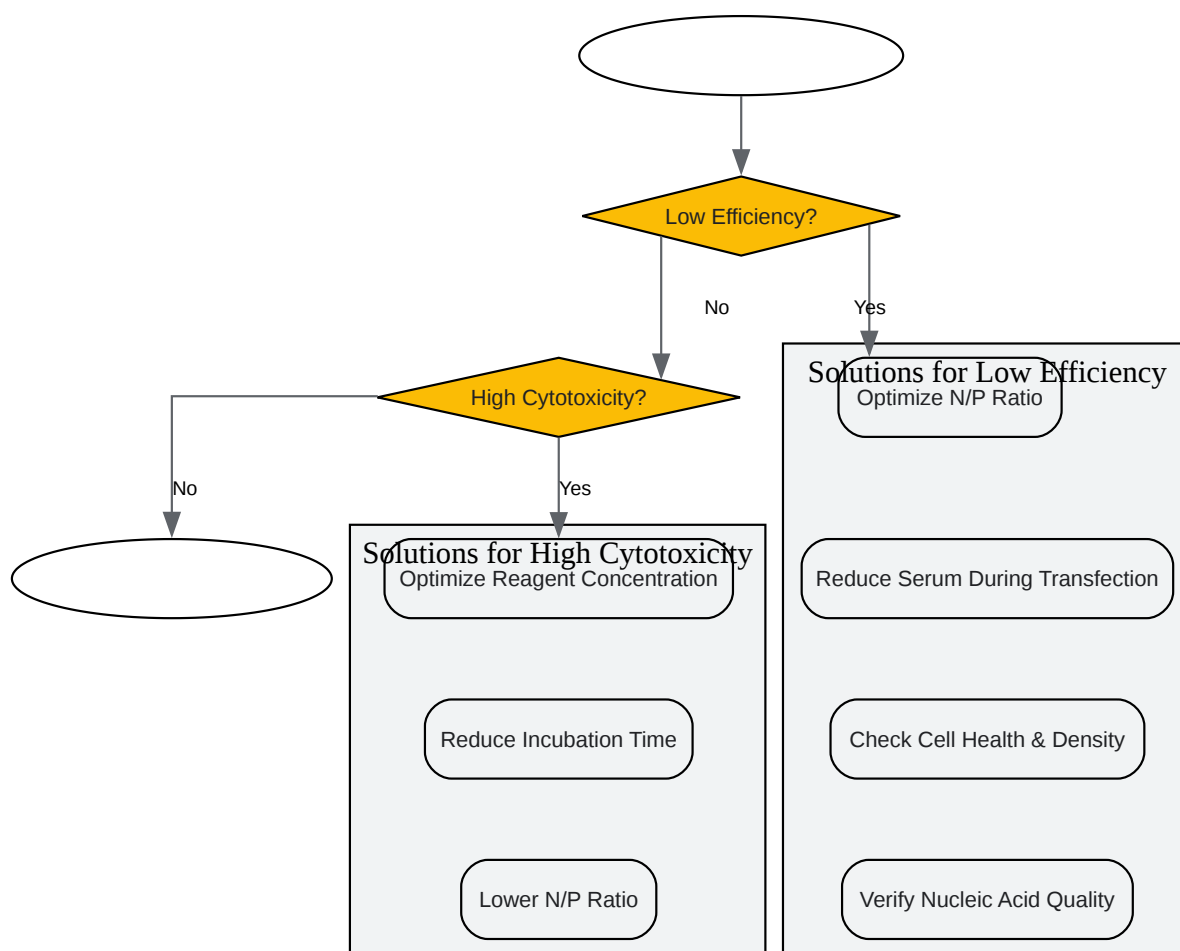 Low Efficiency?
No
Yes
Solutions for Low Efficiency
Optimize N/P Ratio
High Cytotoxicity?
No
Yes
Solutions for High Cytotoxicity
Optimize Reagent Concentration
Reduce Serum During Transfection
Reduce Incubation Time
Check Cell Health & Density
Lower N/P Ratio
Verify Nucleic Acid Quality